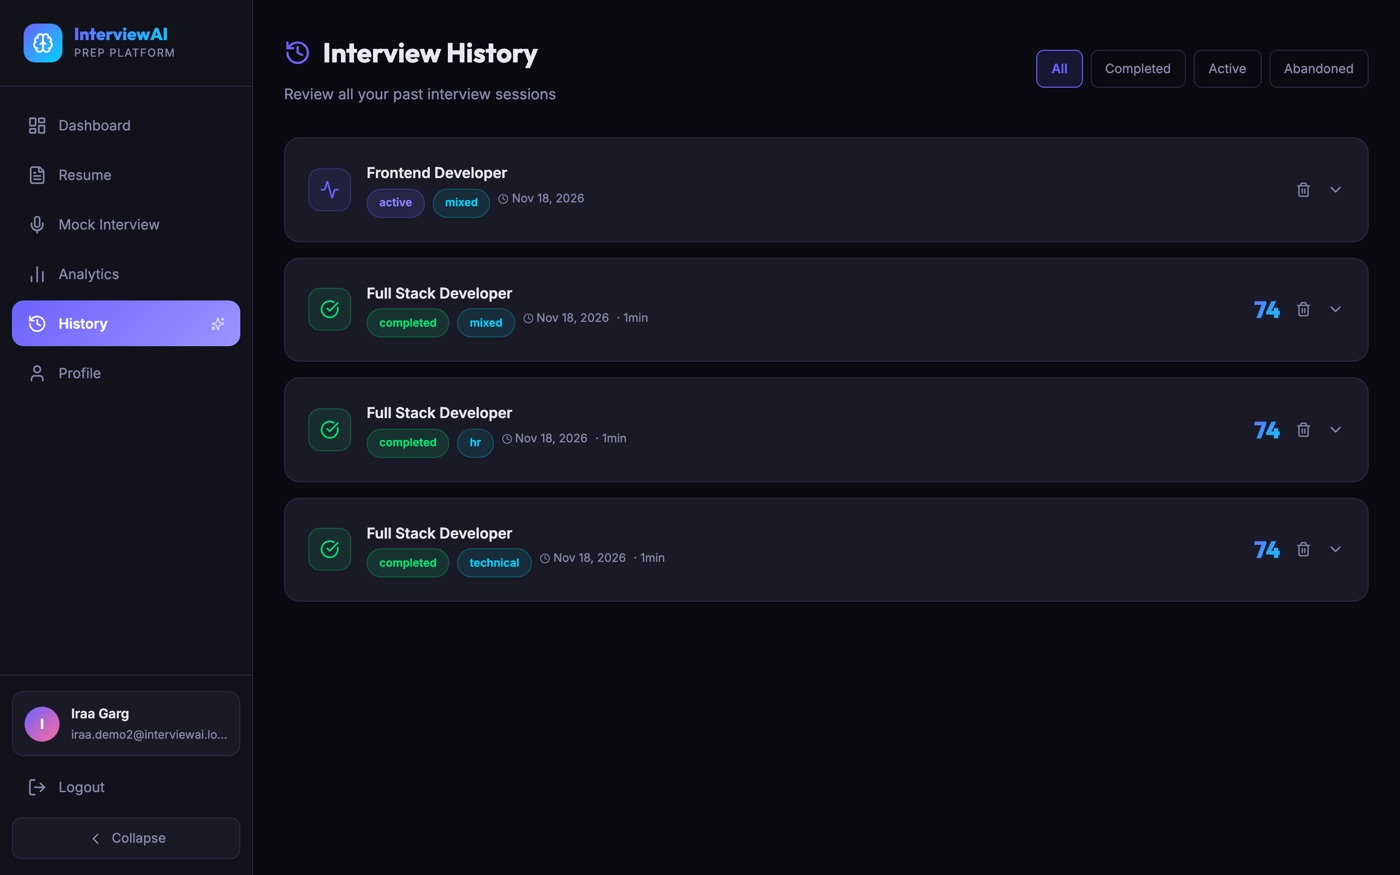 InterviewAI
PREP PLATFORM
Dashboard
Resume
Mock Interview
Analytics
History
Profile
Iraa Garg
iraa.demo2@interviewai.lo...
I
Logout
Collapse
Interview History
Review all your past interview sessions
All Completed Active Abandoned
Frontend Developer
active mixed Nov 18, 2026
Full Stack Developer
completed mixed Nov 18, 2026 · 1min
74
Full Stack Developer
completed hr Nov 18, 2026 · 1min
74
Full Stack Developer
completed technical Nov 18, 2026 · 1min
74